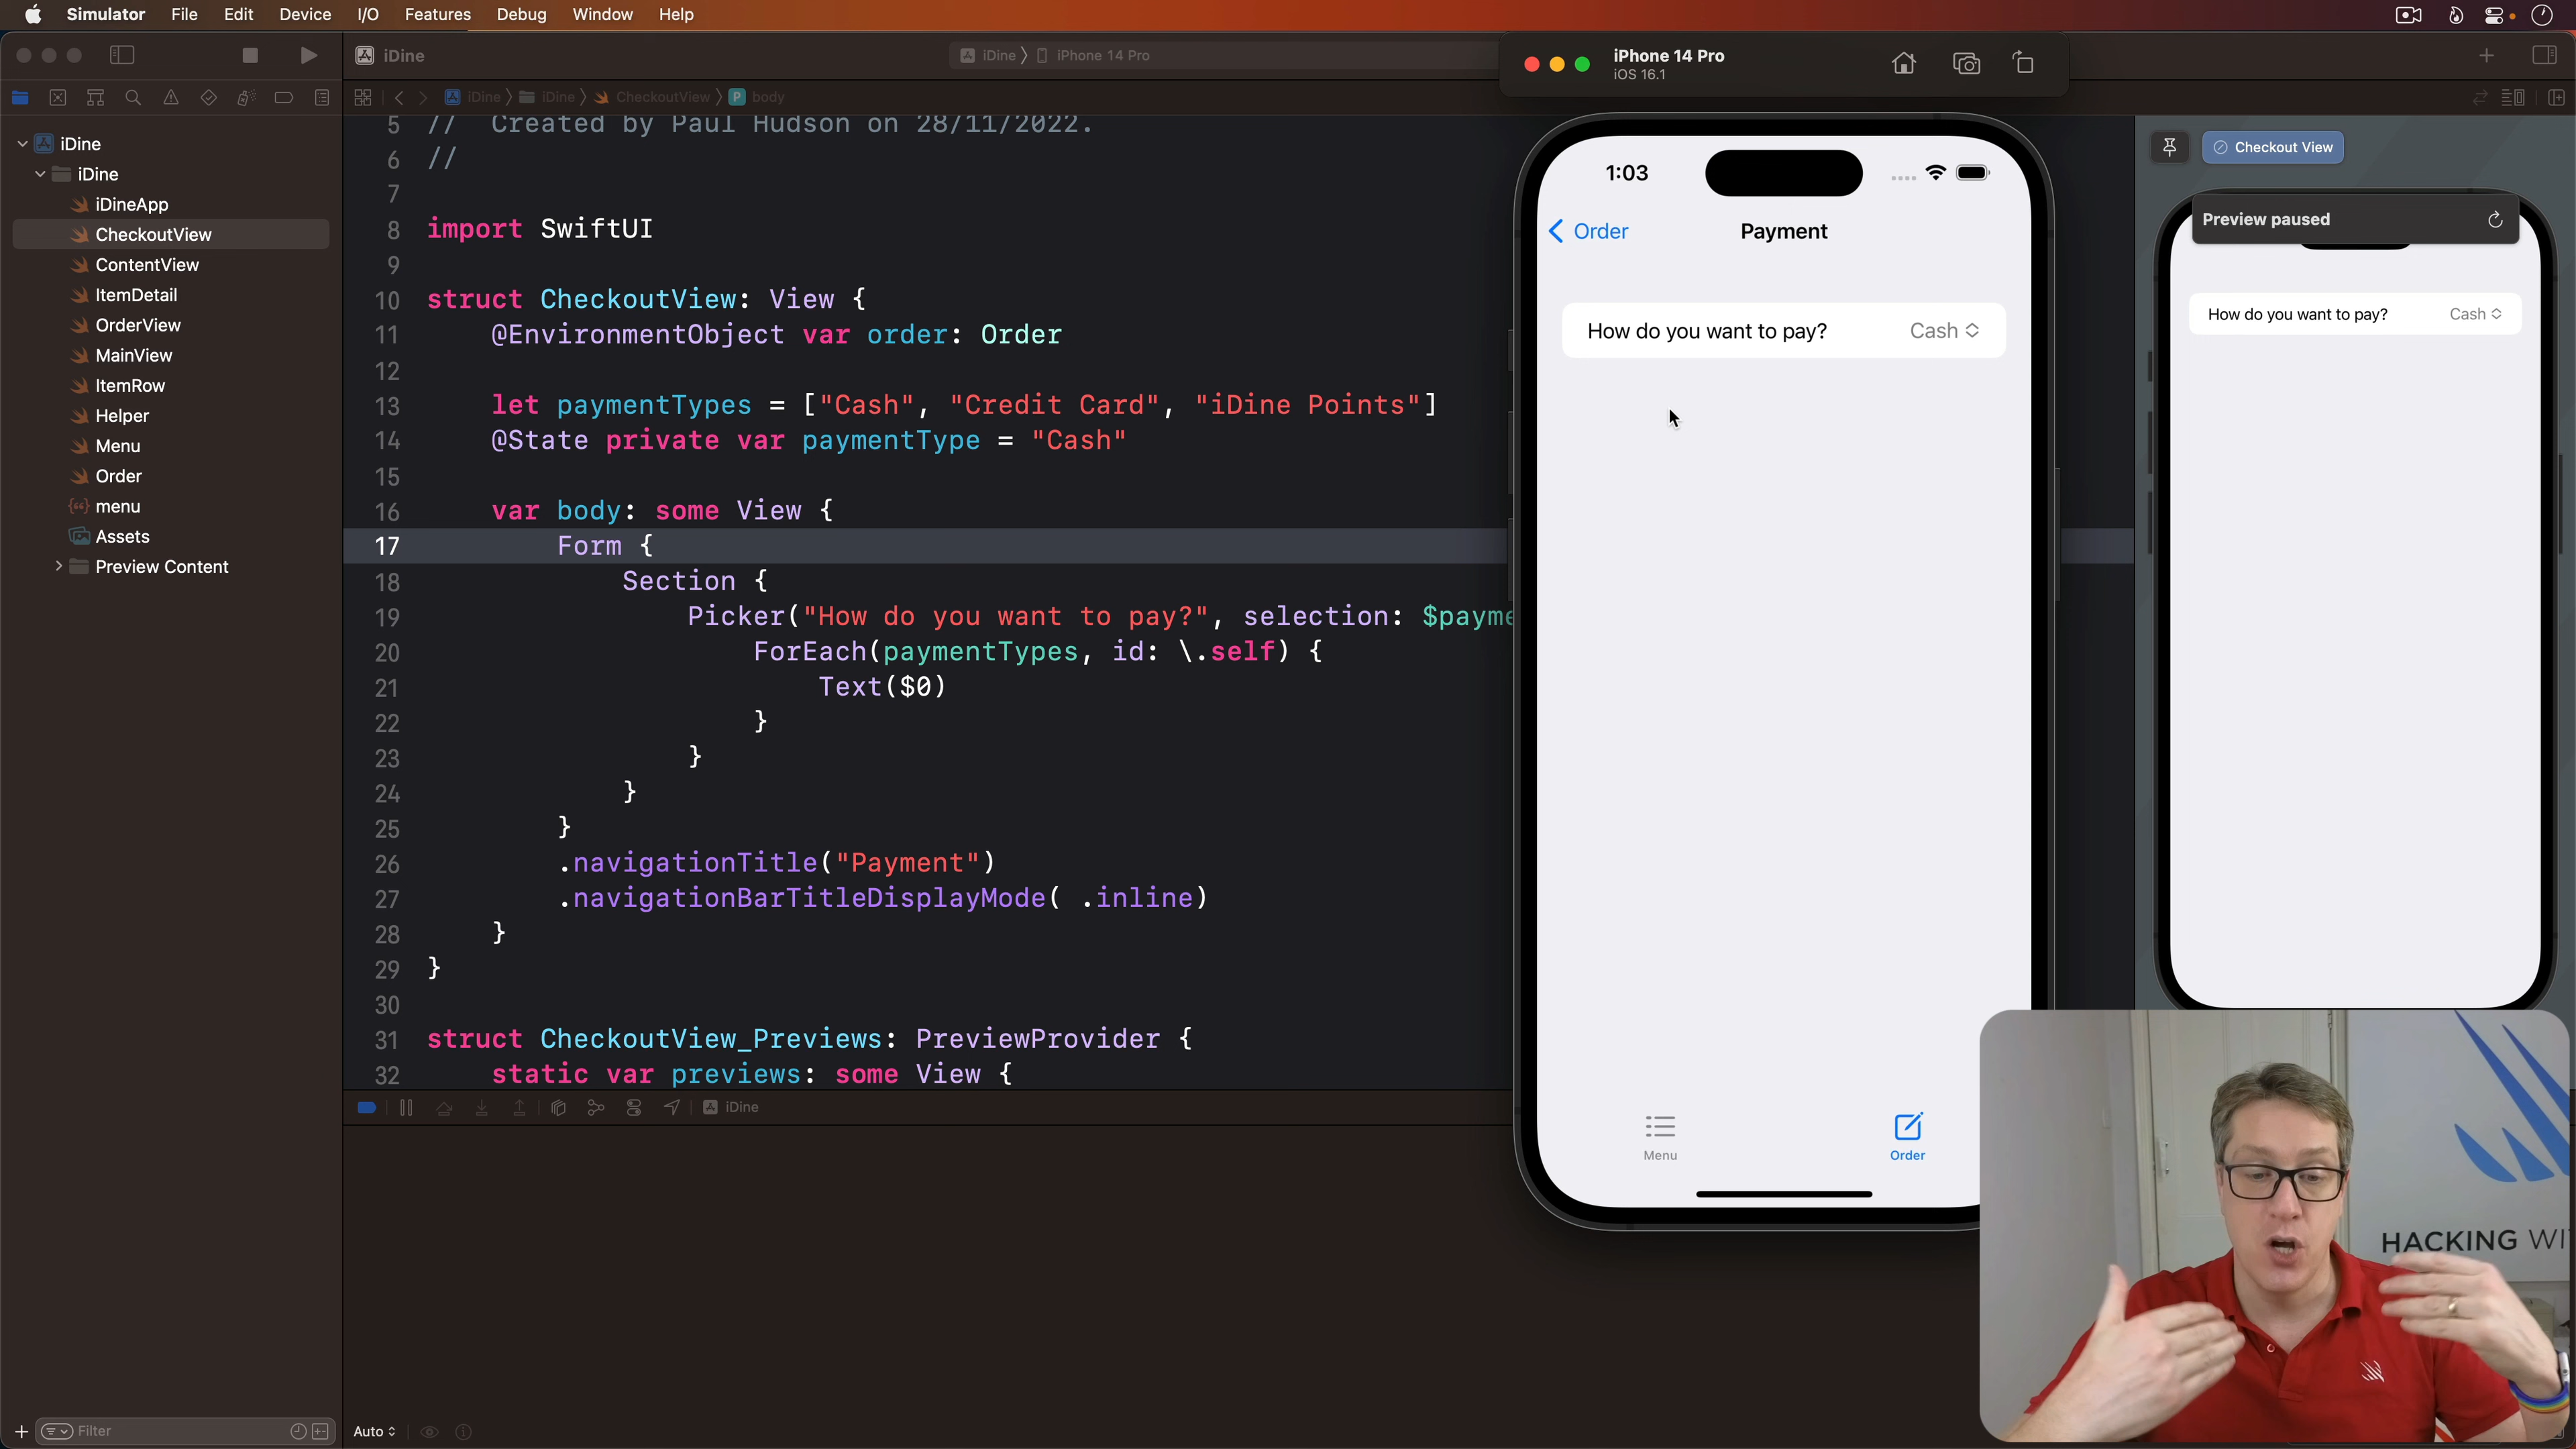 Simulator File Edit Device I/O Features Debug Window Help
iDine
iDine iPhone 14 Pro
iPhone 14 Pro
iOS 16.1
iDine iDine CheckoutView P body
iDine
iDine
iDineApp
CheckoutView
ContentView
ItemDetail
OrderView
MainView
ItemRow
Helper
Menu
Order
menu
Assets
Preview Content
Filter
5 // Created by Paul Hudson on 28/11/2022.
6 //
7
8 import SwiftUI
9
10 struct CheckoutView: View {
11 @EnvironmentObject var order: Order
12
13 let paymentTypes = ["Cash", "Credit Card", "iDine Points"]
14 @State private var paymentType = "Cash"
15
16 var body: some View {
17 Form {
18 Section {
19 Picker("How do you want to pay?", selection: $payme
20 ForEach(paymentTypes, id: \.self) {
21 Text($0)
22 }
23 }
24 }
25 }
26 .navigationTitle("Payment")
27 .navigationBarTitleDisplayMode( .inline)
28 }
29 }
30
31 struct CheckoutView_Previews: PreviewProvider {
32 static var previews: some View {
iDine
Auto
1:03
Order Payment
How do you want to pay? Cash
Menu Order
Checkout View
Preview paused
How do you want to pay? Cash
HACKING WIT